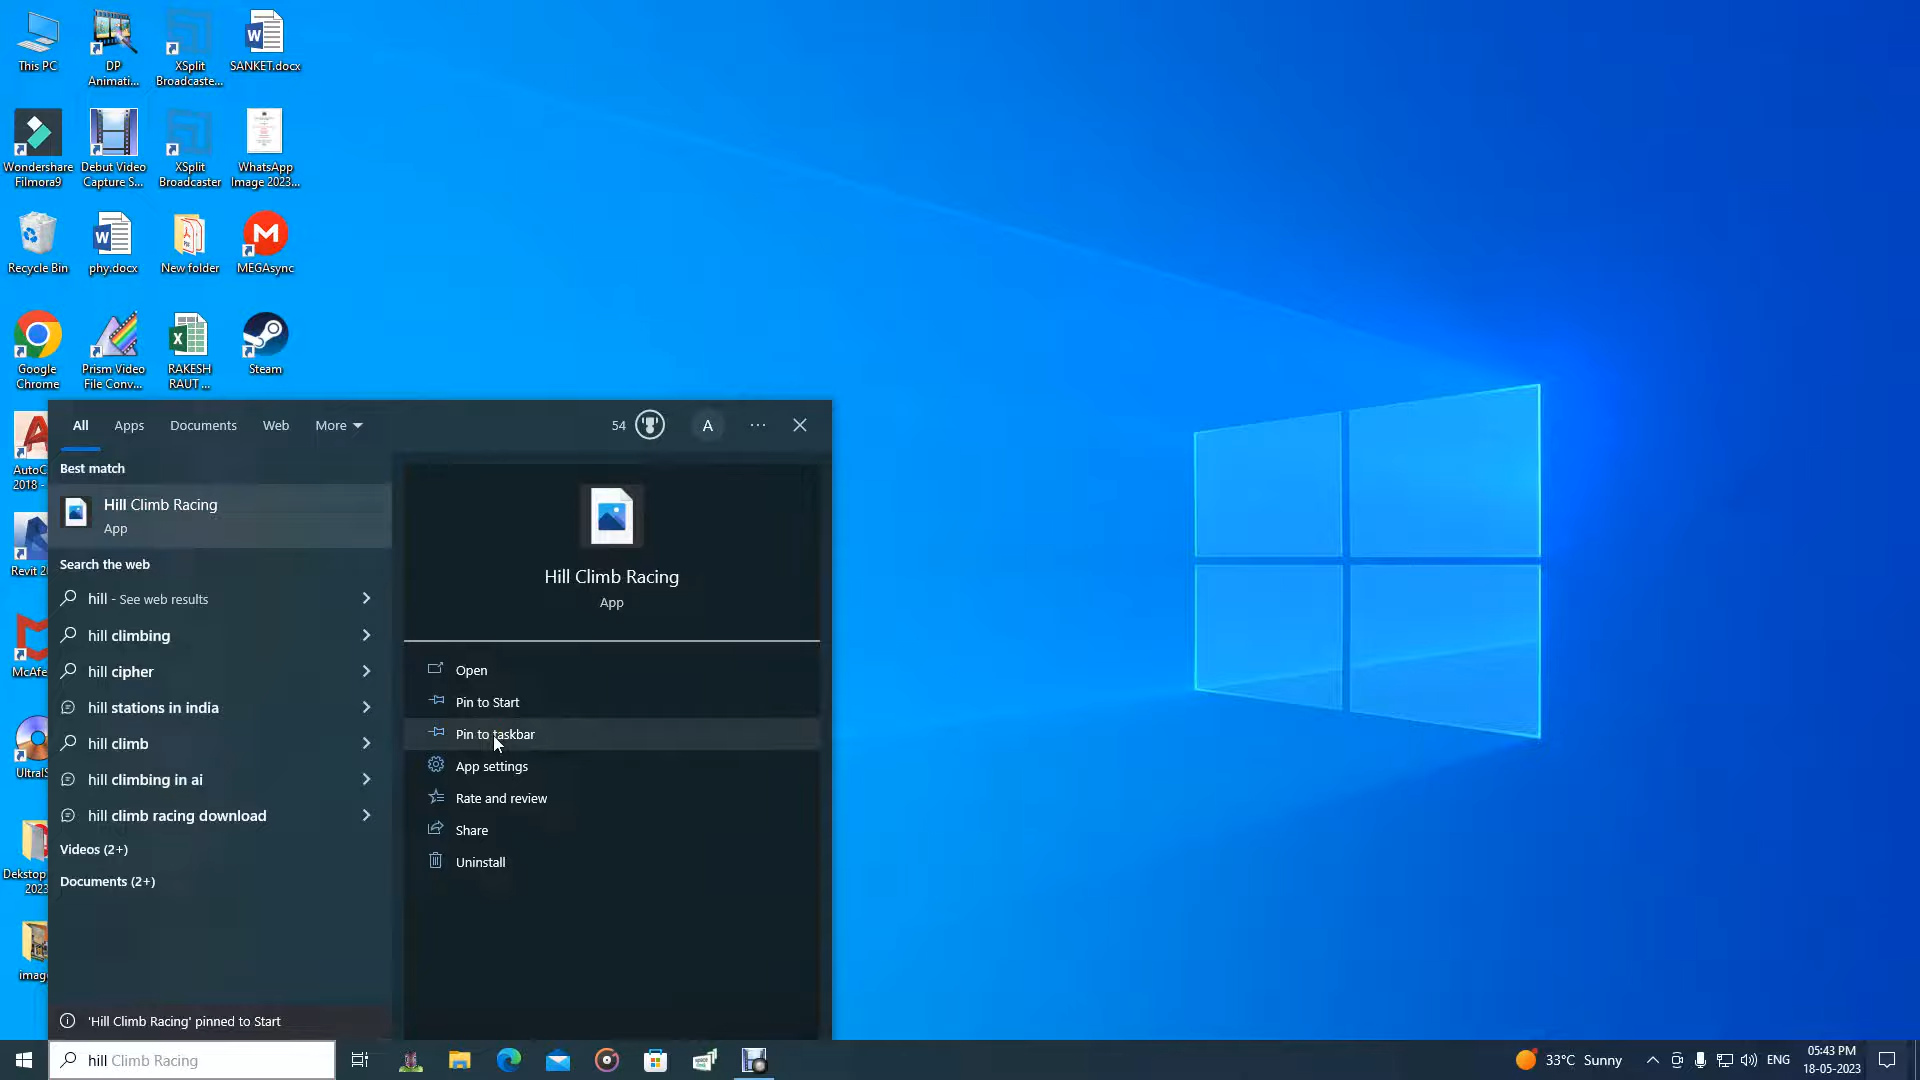 This PC
DP
Animati...
XSplit
Broadcaste...
SANKET.docx
Wondershare
Filmora9
Debut Video
Capture S...
XSplit
Broadcaster
WhatsApp
Image 2023...
Recycle Bin
phy.docx
New folder
MEGAsync
Google
Chrome
Prism Video
File Conv...
RAKESH
RAUT ...
Steam
AutoC
2018 -
Revit 2
McAfe
UltraIS
Dekstop
2023
imag
All
Apps
Documents
Web
More
54
A
Best match
Hill Climb Racing
App
Search the web
hill - See web results
hill climbing
hill cipher
hill stations in india
hill climb
hill climbing in ai
hill climb racing download
Videos (2+)
Documents (2+)
'Hill Climb Racing' pinned to Start
Hill Climb Racing
App
Open
Pin to Start
Pin to taskbar
App settings
Rate and review
Share
Uninstall
hill Climb Racing
33°C Sunny
ENG
05:43 PM
18-05-2023